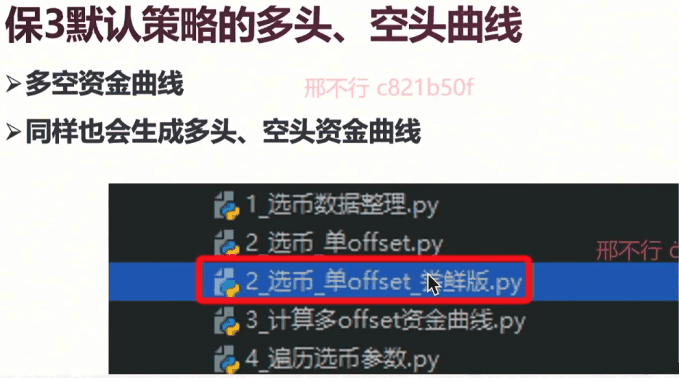 保3默认策略的多头、空头曲线
➢多空资金曲线
邢不行 c821b50f
➢同样也会生成多头、空头资金曲线
1_选币数据整理.py
2_选币_单offset.py
邢不行 c
2_选币_单offset_尝鲜版.py
3_计算多offset资金曲线.py
4_遍历选币参数.py